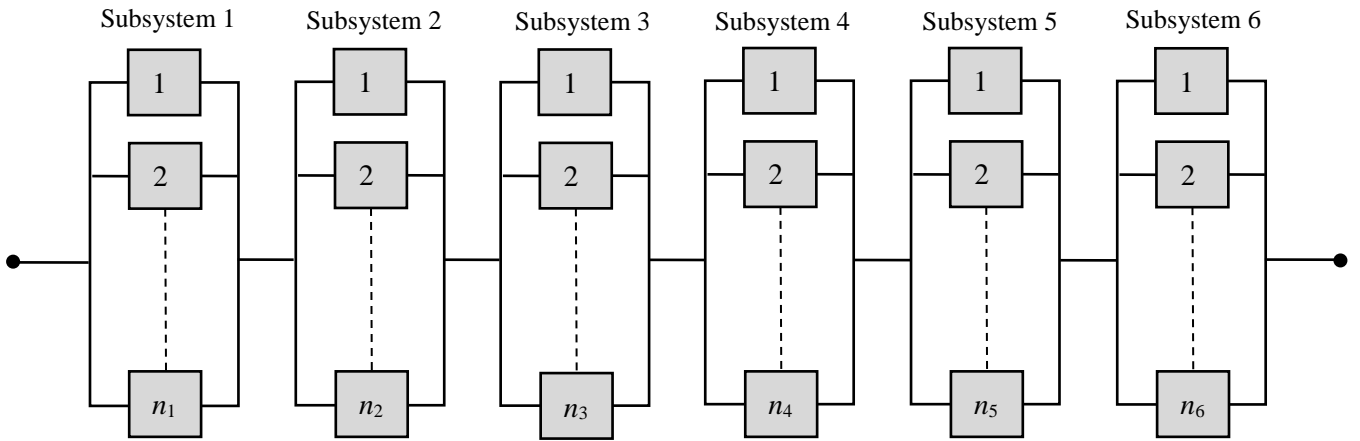 Subsystem 1 Subsystem 2 Subsystem 3 Subsystem 4 Subsystem 5 Subsystem 6
1 1 1 1 1 1
2 2 2 2 2 2
n₁ n₂ n₃ n₄ n₅ n₆